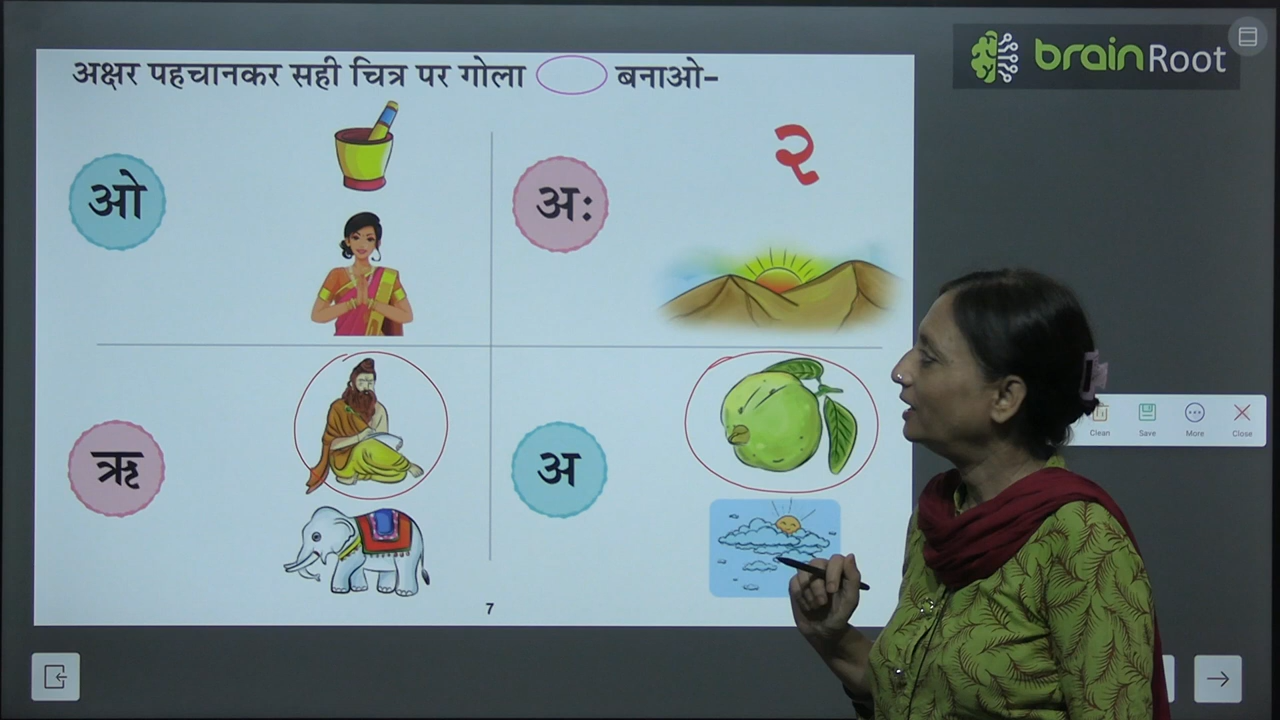 brainRoot
अक्षर पहचानकर सही चित्र पर गोला बनाओ–
ओ
अः
२
ऋ
अ
7
Clean
Save
More
Close